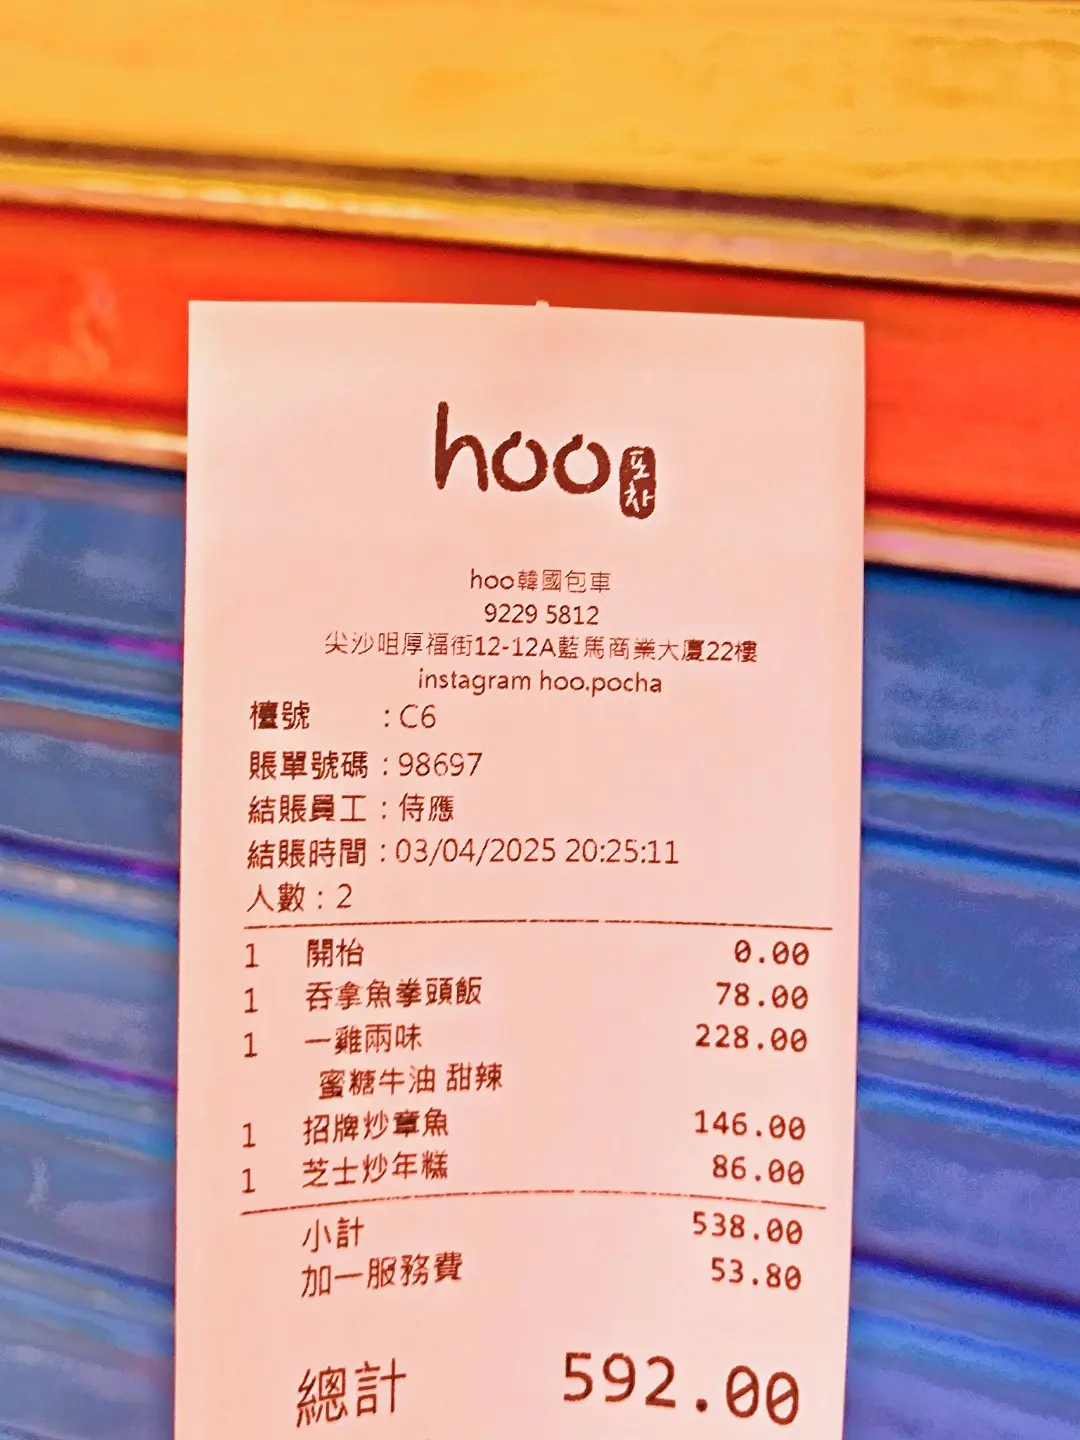 hoo 포차
hoo韓國包車
9229 5812
尖沙咀厚福街12-12A藍馬商業大廈22樓
instagram hoo.pocha
檯號 : C6
賬單號碼 : 98697
結賬員工 : 侍應
結賬時間 : 03/04/2025 20:25:11
人數 : 2
1 開枱 0.00
1 吞拿魚拳頭飯 78.00
1 一雞兩味 228.00
蜜糖牛油 甜辣
1 招牌炒章魚 146.00
1 芝士炒年糕 86.00
小計 538.00
加一服務費 53.80
總計 592.00